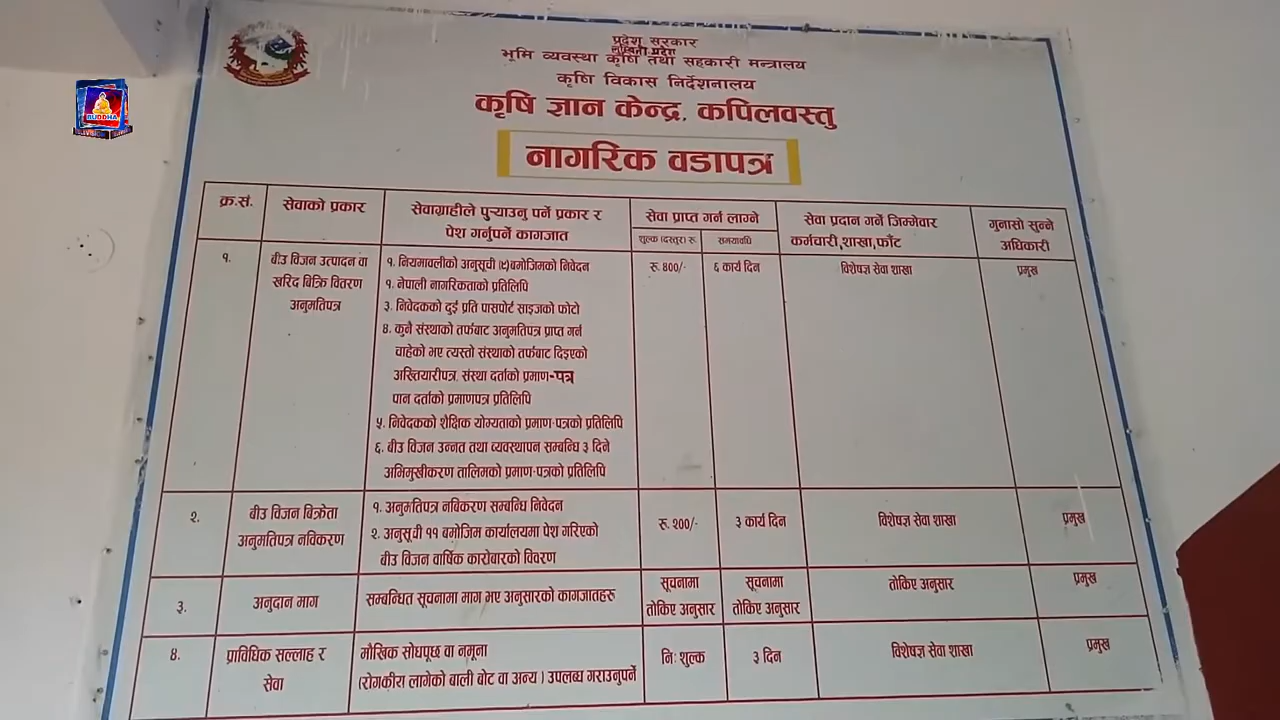 BUDDHA
प्रदेश सरकार
लुम्बिनी प्रदेश
भूमि व्यवस्था कृषि तथा सहकारी मन्त्रालय
कृषि विकास निर्देशनालय
कृषि ज्ञान केन्द्र, कपिलवस्तु
नागरिक वडापत्र
क्र.सं. सेवाको प्रकार सेवाग्राहीले पुर्‍याउनु पर्ने प्रकार र सेवा प्राप्त गर्न लाग्ने सेवा प्रदान गर्ने जिम्मेवार गुनासो सुन्ने
पेश गर्नुपर्ने कागजात शुल्क (दस्तुर) रु. समयावधि कर्मचारी,शाखा,फाँट अधिकारी
१. बीउ विजन उत्पादन वा १. नियमावलीको अनुसूची (९)बमोजिमको निवेदन रु. ४००/- ६ कार्य दिन विशेषज्ञ सेवा शाखा प्रमुख
खरिद बिक्रि वितरण १. नेपाली नागरिकताको प्रतिलिपि
अनुमतिपत्र ३. निवेदकको दुई प्रति पासपोर्ट साइजको फोटो
४. कुनै संस्थाको तर्फबाट अनुमतिपत्र प्राप्त गर्न
चाहेको भए त्यस्तो संस्थाको तर्फबाट दिइएको
अख्तियारीपत्र, संस्था दर्ताको प्रमाण-पत्र
पान दर्ताको प्रमाणपत्र प्रतिलिपि
५. निवेदकको शैक्षिक योग्यताको प्रमाण-पत्रको प्रतिलिपि
६. बीउ विजन उन्नत तथा व्यवस्थापन सम्बन्धि ३ दिने
अभिमुखीकरण तालिमको प्रमाण-पत्रको प्रतिलिपि
२. बीउ विजन बिक्रेता १. अनुमतिपत्र नबिकरण सम्बन्धि निवेदन रु. २००/- ३ कार्य दिन विशेषज्ञ सेवा शाखा प्रमुख
अनुमतिपत्र नविकरण २. अनुसूची ११ बमोजिम कार्यालयमा पेश गरिएको
बीउ विजन वार्षिक कारोबारको विवरण
३. अनुदान माग सम्बन्धित सूचनामा माग भए अनुसारको कागजातहरु सूचनामा सूचनामा तोकिए अनुसार प्रमुख
तोकिए अनुसार तोकिए अनुसार
४. प्राविधिक सल्लाह र मौखिक सोधपूछ वा नमूना निः शुल्क ३ दिन विशेषज्ञ सेवा शाखा प्रमुख
सेवा (रोगकीरा लागेको बाली बोट वा अन्य ) उपलब्ध गराउनुपर्ने